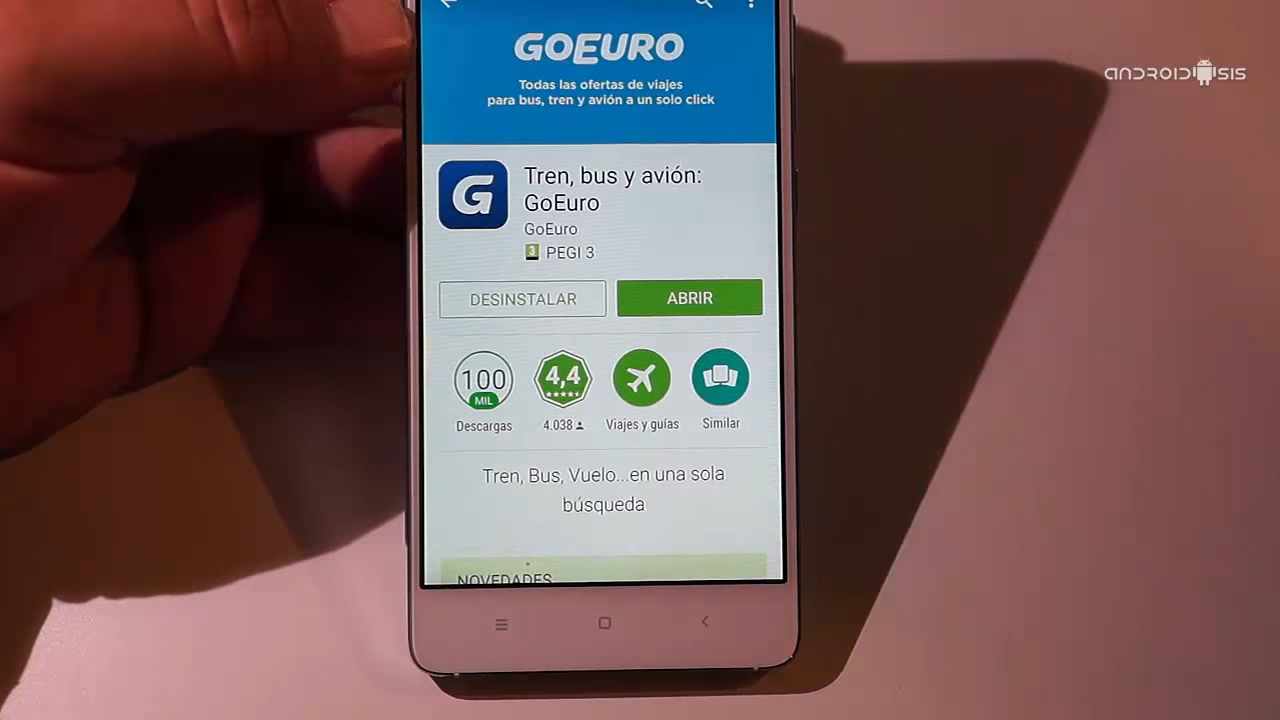 GOEURO
Todas las ofertas de viajes
para bus, tren y avión a un solo click
ANDROIDSIS
G
Tren, bus y avión:
GoEuro
GoEuro
3 PEGI 3
DESINSTALAR
ABRIR
100
MIL
Descargas
4,4
4.038
Viajes y guías
Similar
Tren, Bus, Vuelo...en una sola
búsqueda
NOVEDADES